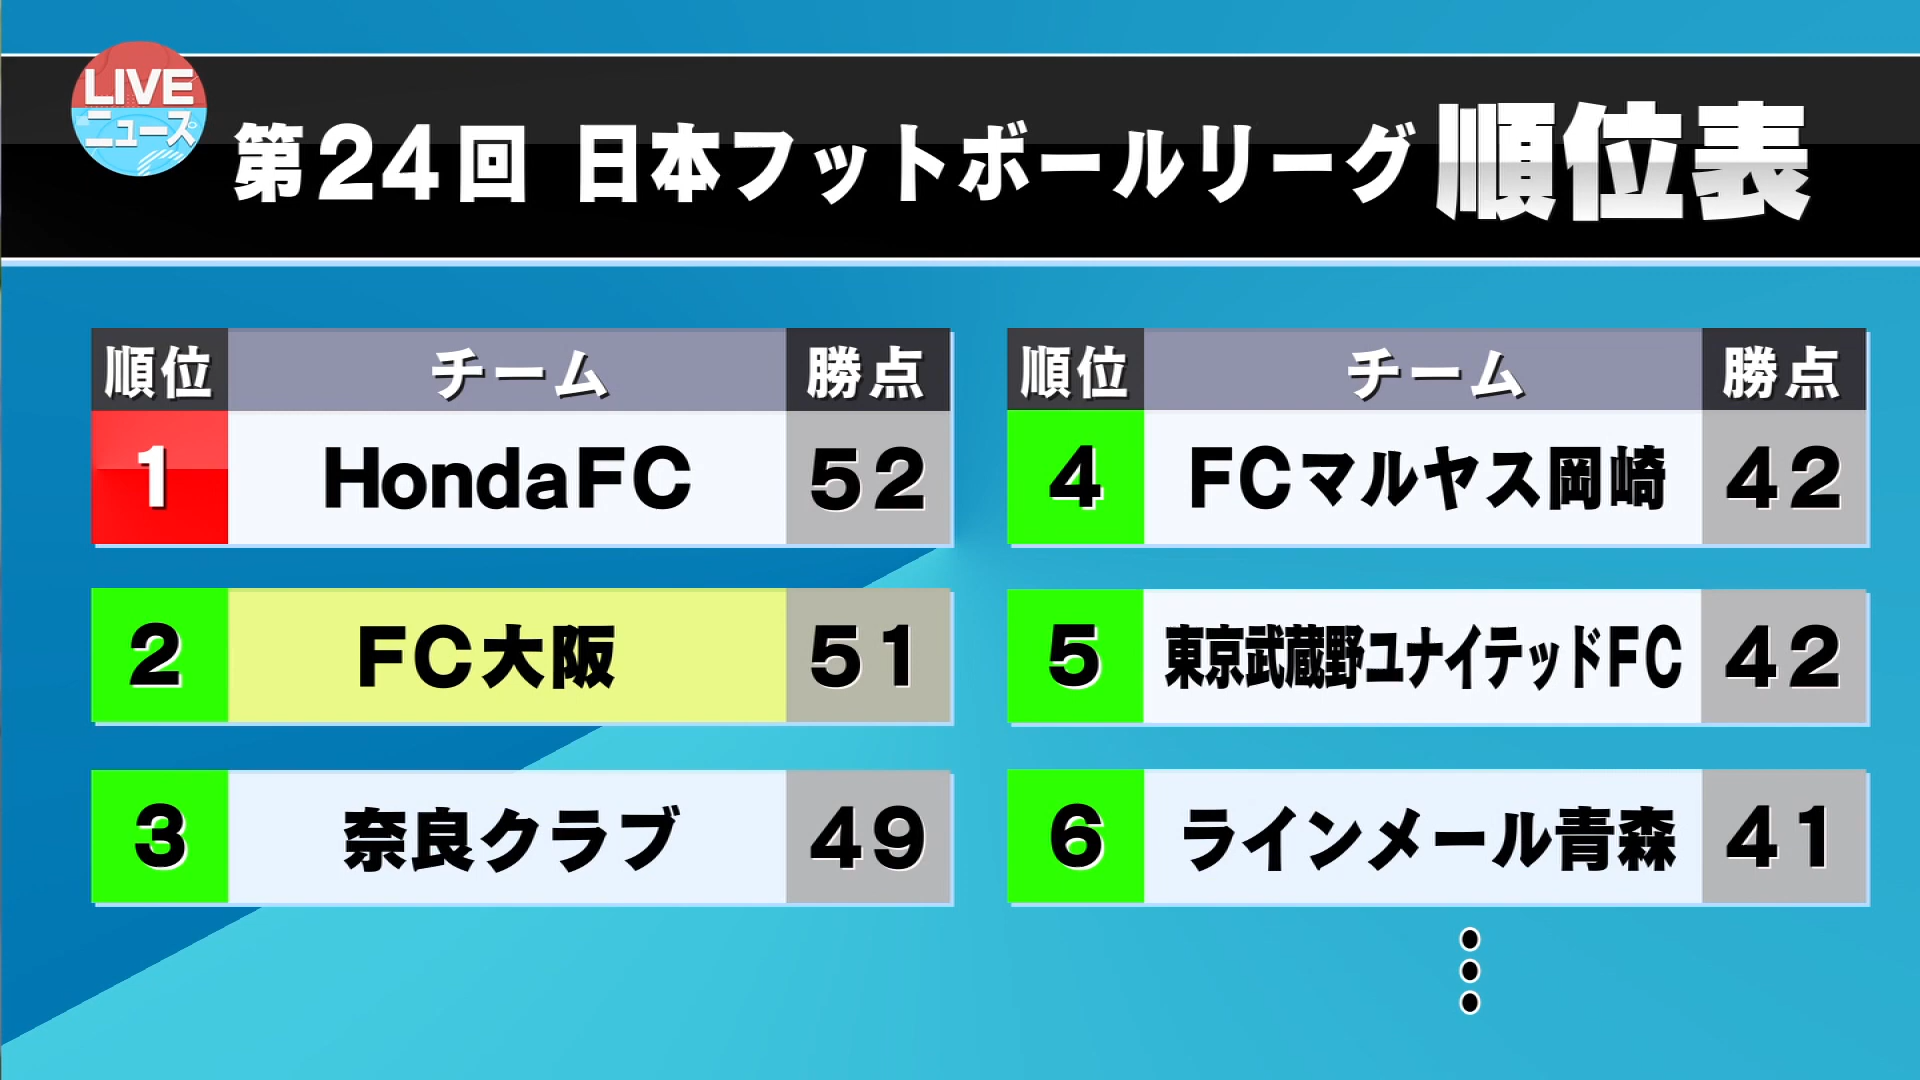 LIVE
ニュース
第24回 日本フットボールリーグ 順位表
順位 チーム 勝点
1 HondaFC 52
2 FC大阪 51
3 奈良クラブ 49
順位 チーム 勝点
4 FCマルヤス岡崎 42
5 東京武蔵野ユナイテッドFC 42
6 ラインメール青森 41